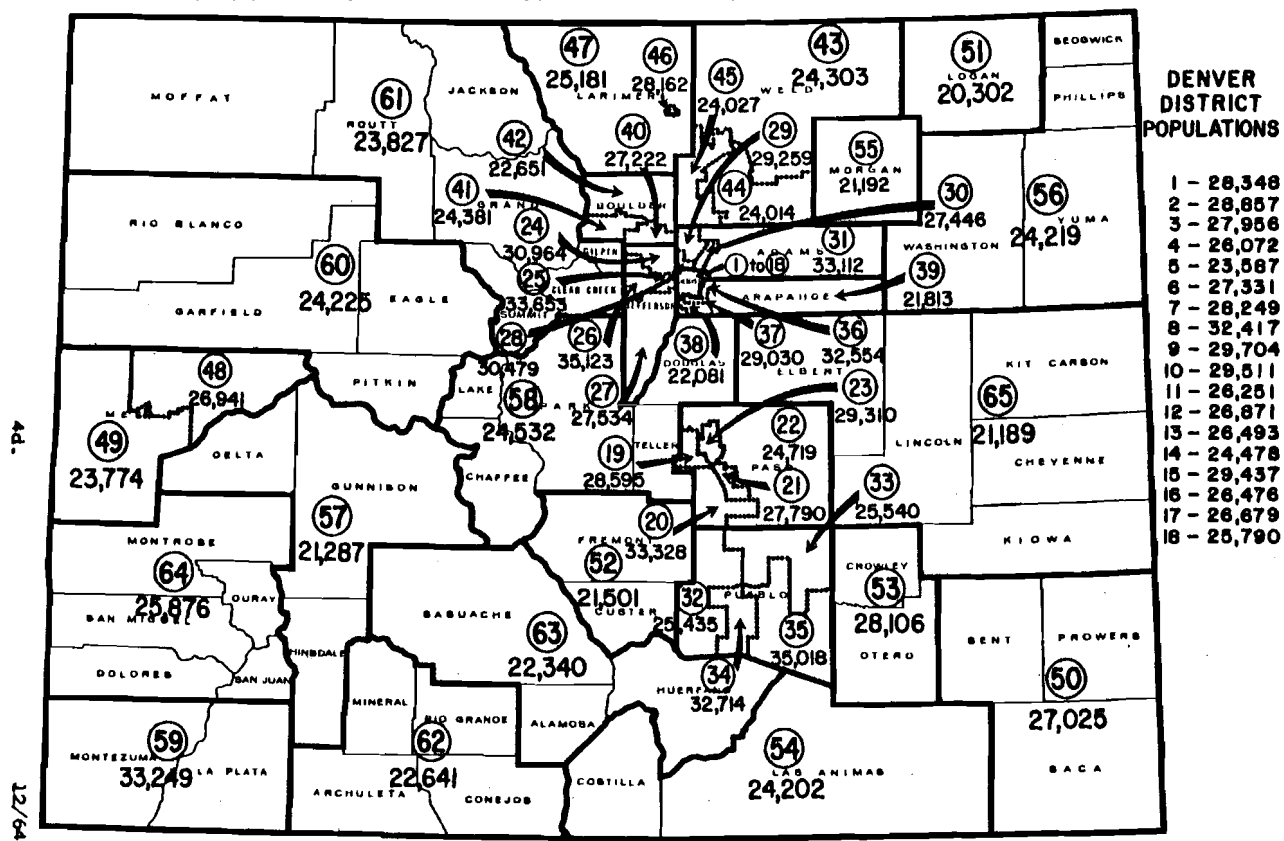 47
25,181
LARIMER
46
28,162
45
24,027
WELD
43
24,303
51
LOGAN
20,302
SEDGWICK
PHILLIPS
MOFFAT
61
ROUTT
23,827
JACKSON
42
22,651
40
27,222
29
29,259
55
MORGAN
21,192
30
27,446
56
YUMA
24,219
WASHINGTON
RIO BLANCO
41
24,381
GRAND
BOULDER
44
24,014
24
30,964
GILPIN
ADAMS
31
33,112
1 to 18
39
21,813
ARAPAHOE
60
24,225
GARFIELD
EAGLE
25
33,653
CLEAR CREEK
SUMMIT
JEFFERSON
28
30,479
26
35,123
38
DOUGLAS
22,081
37
29,030
36
32,554
ELBERT
KIT CARSON
48
26,941
MESA
49
23,774
PITKIN
LAKE
58
PARK
24,532
27
27,534
23
29,310
65
21,189
LINCOLN
CHEYENNE
DELTA
GUNNISON
CHAFFEE
TELLER
19
28,595
22
24,719
PASO
21
27,790
33
25,540
KIOWA
MONTROSE
57
21,287
20
33,328
FREMONT
52
21,501
CUSTER
64
25,876
OURAY
SAN MIGUEL
SAGUACHE
32
25,435
PUEBLO
CROWLEY
53
28,106
OTERO
BENT
PROWERS
DOLORES
SAN JUAN
HINSDALE
63
22,340
35
35,018
34
HUERFANO
32,714
50
27,025
MINERAL
RIO GRANDE
ALAMOSA
MONTEZUMA
59
33,249
LA PLATA
62
22,641
ARCHULETA
CONEJOS
COSTILLA
54
LAS ANIMAS
24,202
BACA
DENVER
DISTRICT
POPULATIONS
1 - 28,348
2 - 28,857
3 - 27,956
4 - 26,072
5 - 23,587
6 - 27,331
7 - 28,249
8 - 32,417
9 - 29,704
10 - 29,511
11 - 26,251
12 - 26,871
13 - 26,493
14 - 24,478
15 - 29,437
16 - 26,476
17 - 26,679
18 - 25,790
4d.
12/64